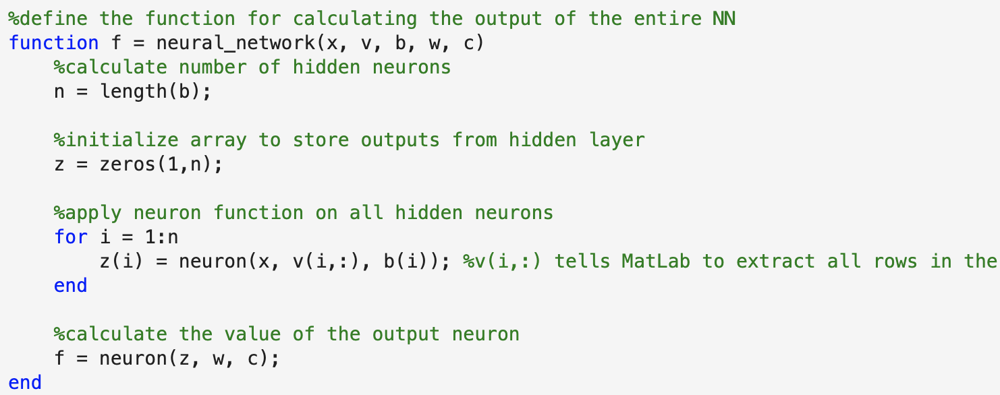 %define the function for calculating the output of the entire NN
function f = neural_network(x, v, b, w, c)
    %calculate number of hidden neurons
    n = length(b);

    %initialize array to store outputs from hidden layer
    z = zeros(1,n);

    %apply neuron function on all hidden neurons
    for i = 1:n
        z(i) = neuron(x, v(i,:), b(i)); %v(i,:) tells MatLab to extract all rows in the
    end

    %calculate the value of the output neuron
    f = neuron(z, w, c);
end